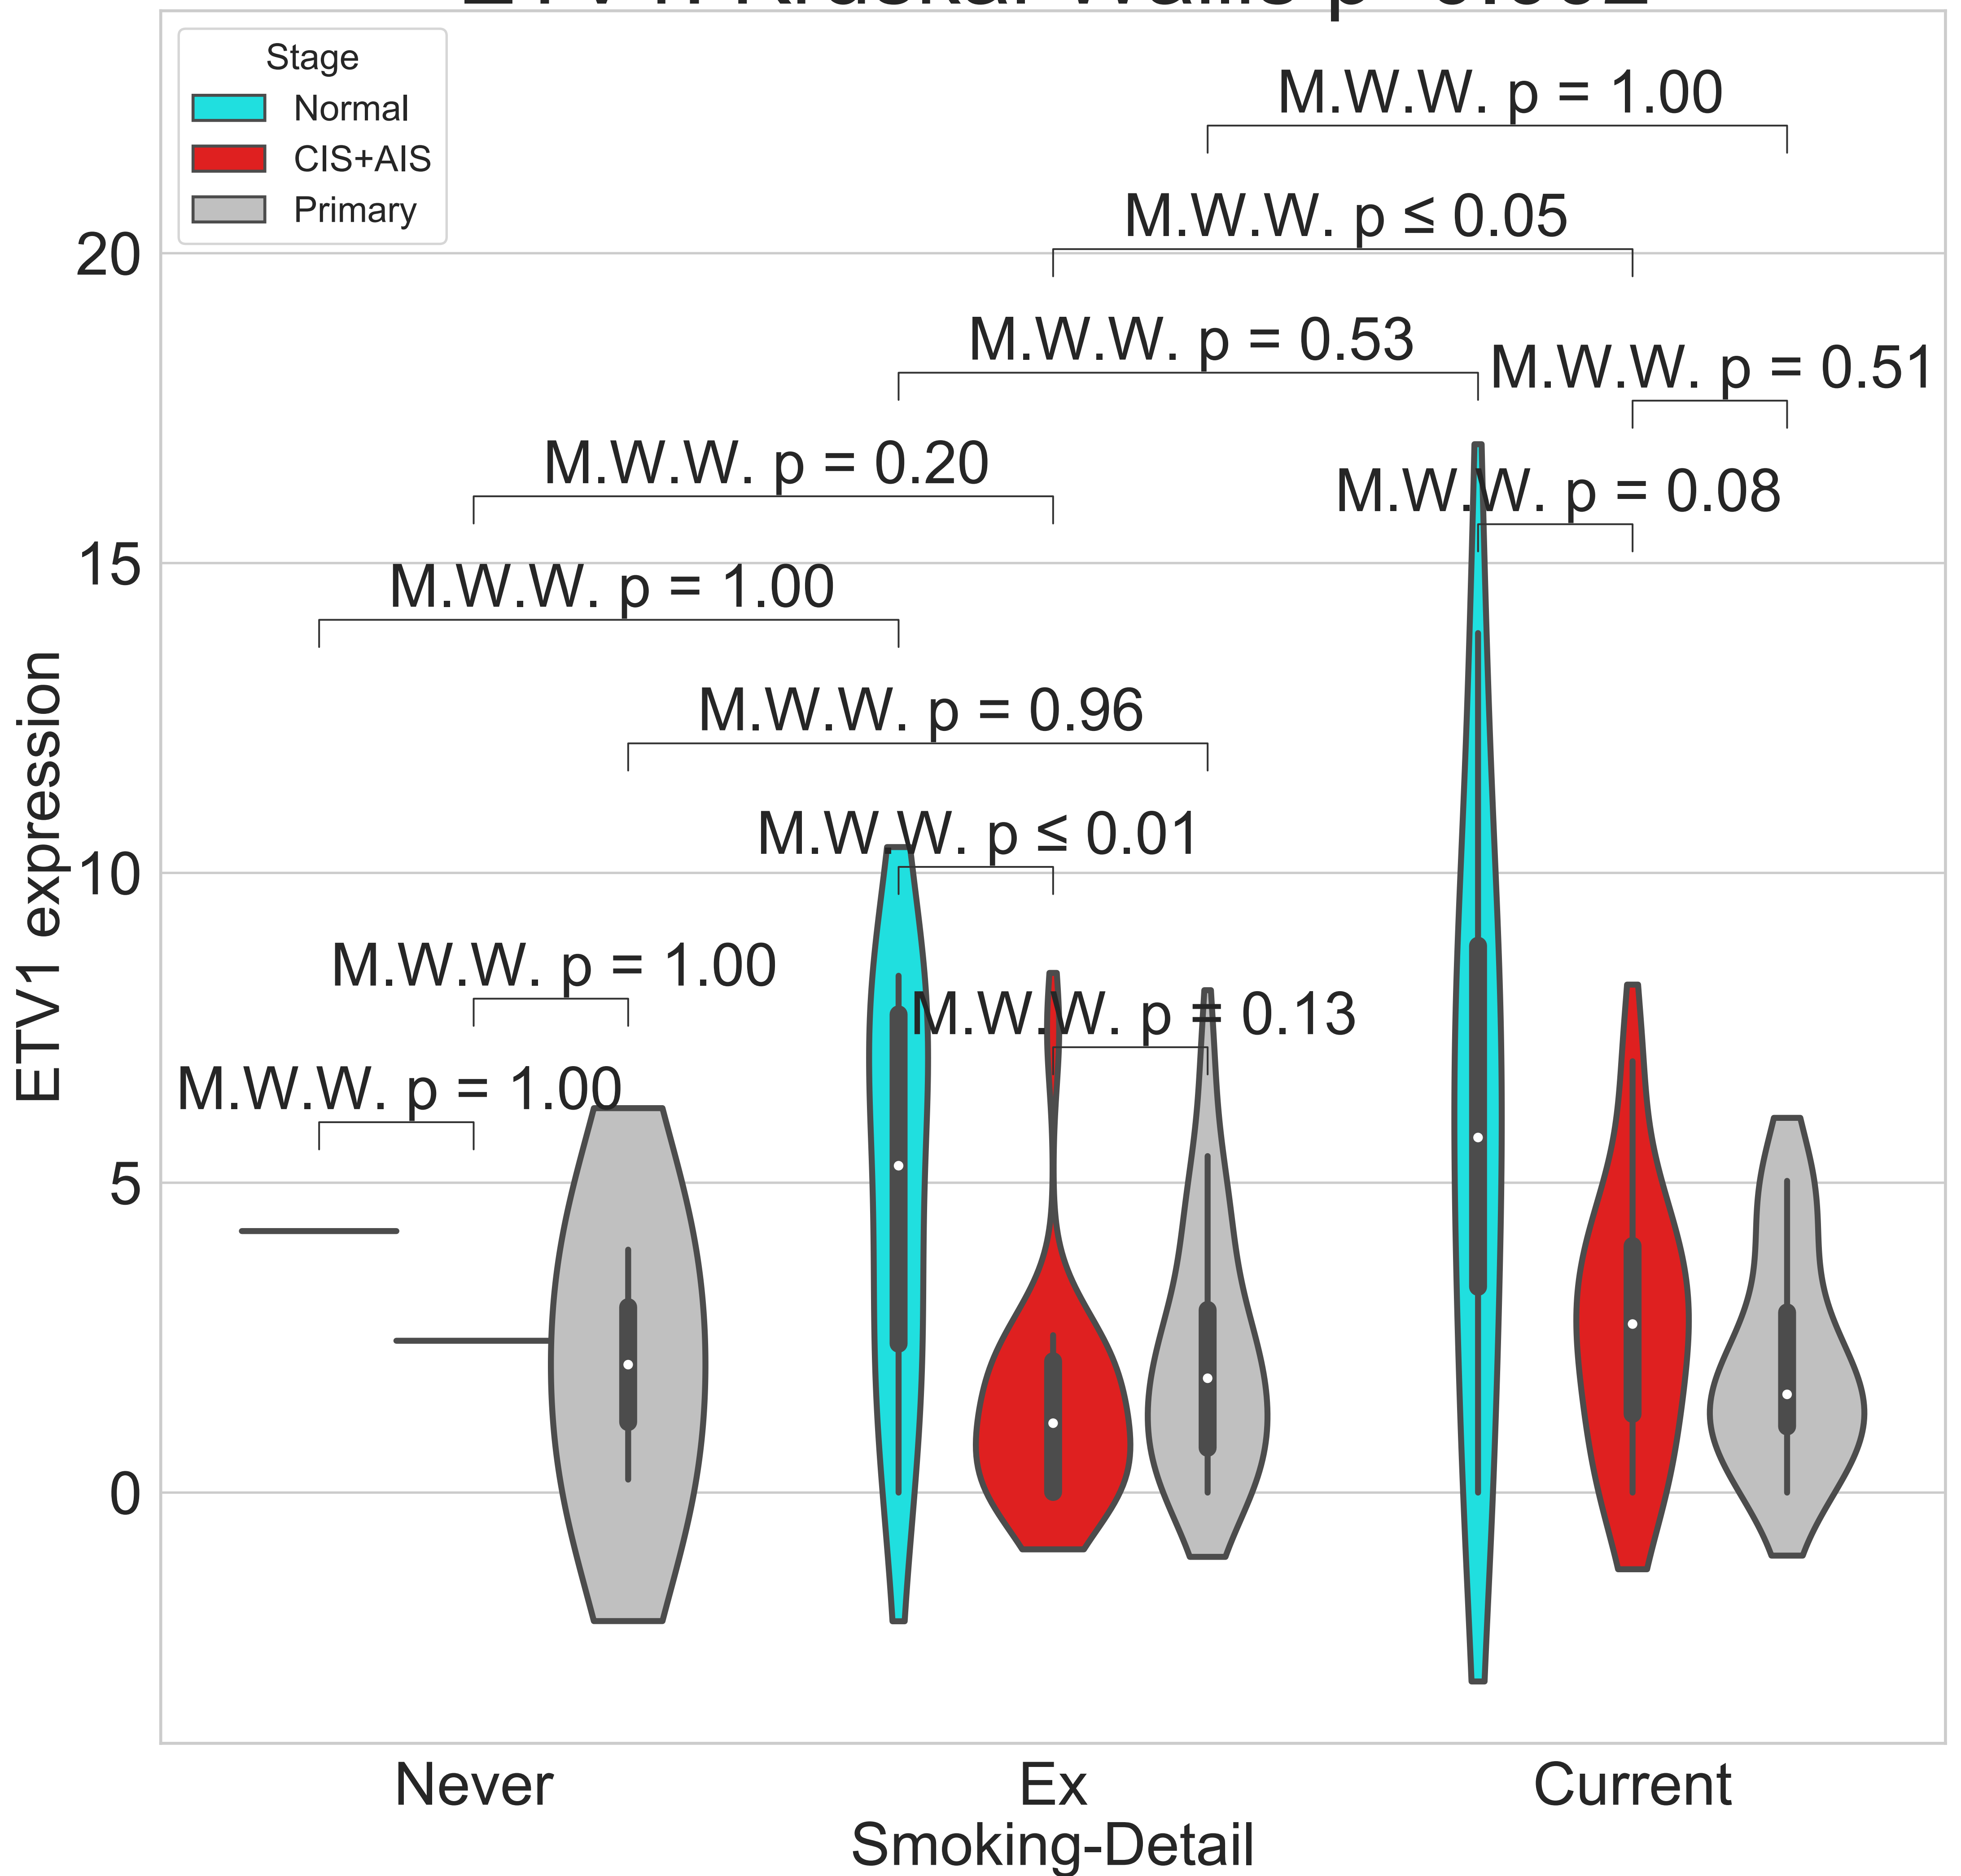 Stage
Normal
CIS+AIS
Primary
M.W.W. p = 1.00
M.W.W. p ≤ 0.05
M.W.W. p = 0.53
M.W.W. p = 0.51
M.W.W. p = 0.20
M.W.W. p = 0.08
M.W.W. p = 1.00
M.W.W. p = 0.96
M.W.W. p ≤ 0.01
M.W.W. p = 1.00
M.W.W. p = 0.13
M.W.W. p = 1.00
ETV1 expression
20
15
10
5
0
Never
Ex
Current
Smoking-Detail